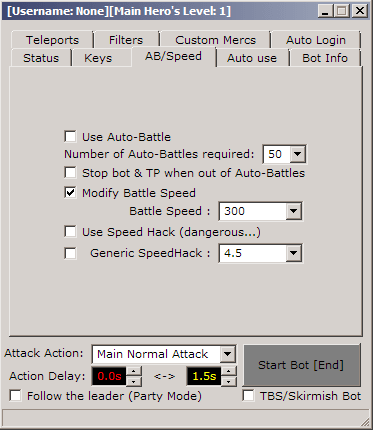 [Username: None][Main Hero's Level: 1]
Teleports Filters Custom Mercs Auto Login
Status Keys AB/Speed Auto use Bot Info
Use Auto-Battle
Number of Auto-Battles required: 50
Stop bot & TP when out of Auto-Battles
Modify Battle Speed
Battle Speed : 300
Use Speed Hack (dangerous...)
Generic SpeedHack : 4.5
Attack Action: Main Normal Attack
Start Bot [End]
Action Delay: 0.0s <-> 1.5s
Follow the leader (Party Mode) TBS/Skirmish Bot